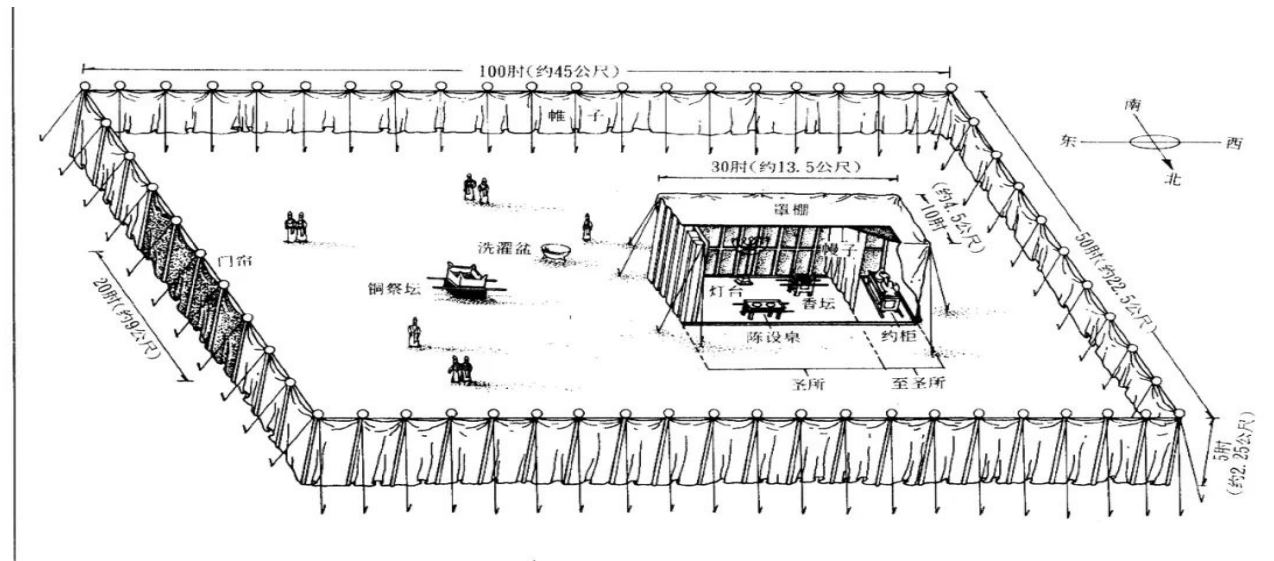 100肘(约45公尺)
帷 子
南
东
西
北
30肘(约13.5公尺)
10肘
(约4.5公尺)
罩棚
50肘(约22.5公尺)
洗濯盆
幔子
门帘
20肘(约9公尺)
铜祭坛
灯台
香坛
陈设桌
约柜
圣所
至圣所
5肘
(约2.25公尺)